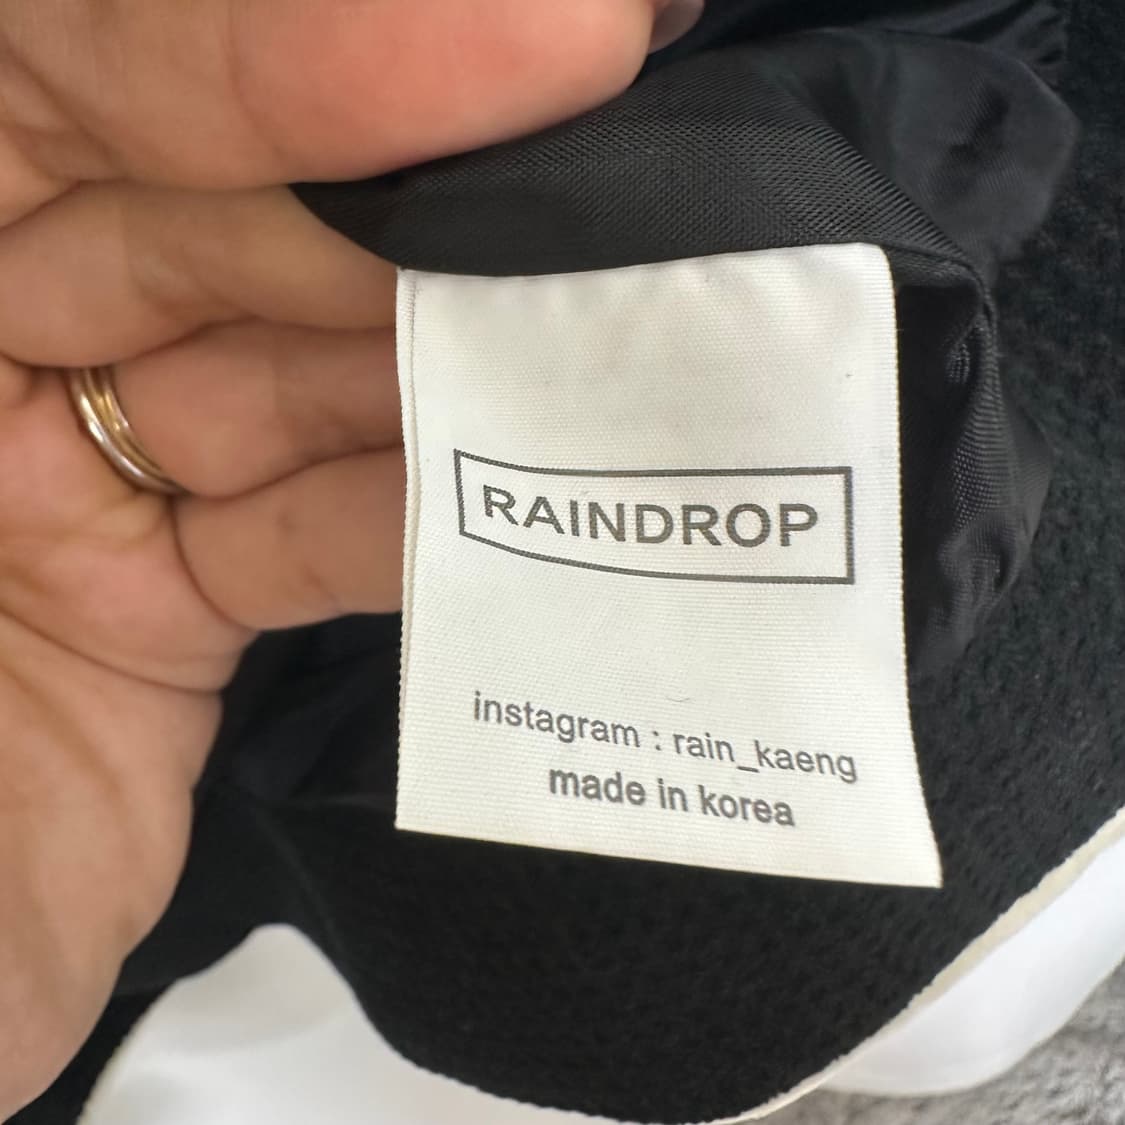 RAINDROP
instagram : rain_kaeng
made in korea